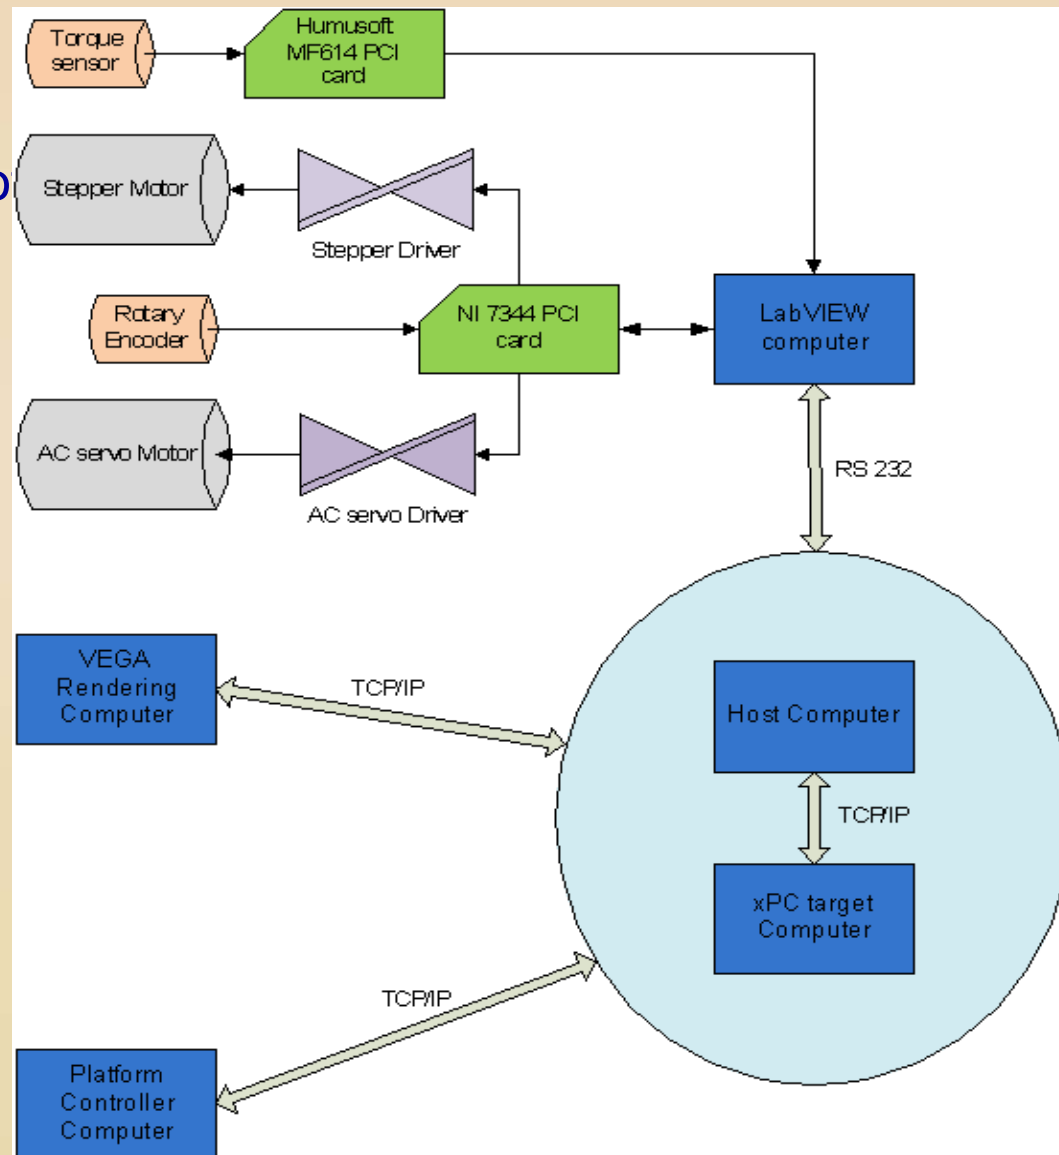 Torque
sensor
Humusoft
MF614 PCI
card
Stepper Motor
Stepper Driver
Rotary
Encoder
NI 7344 PCI
card
LabVIEW
computer
AC servo Motor
AC servo Driver
RS 232
VEGA
Rendering
Computer
TCP/IP
Host Computer
TCP/IP
xPC target
Computer
TCP/IP
Platform
Controller
Computer